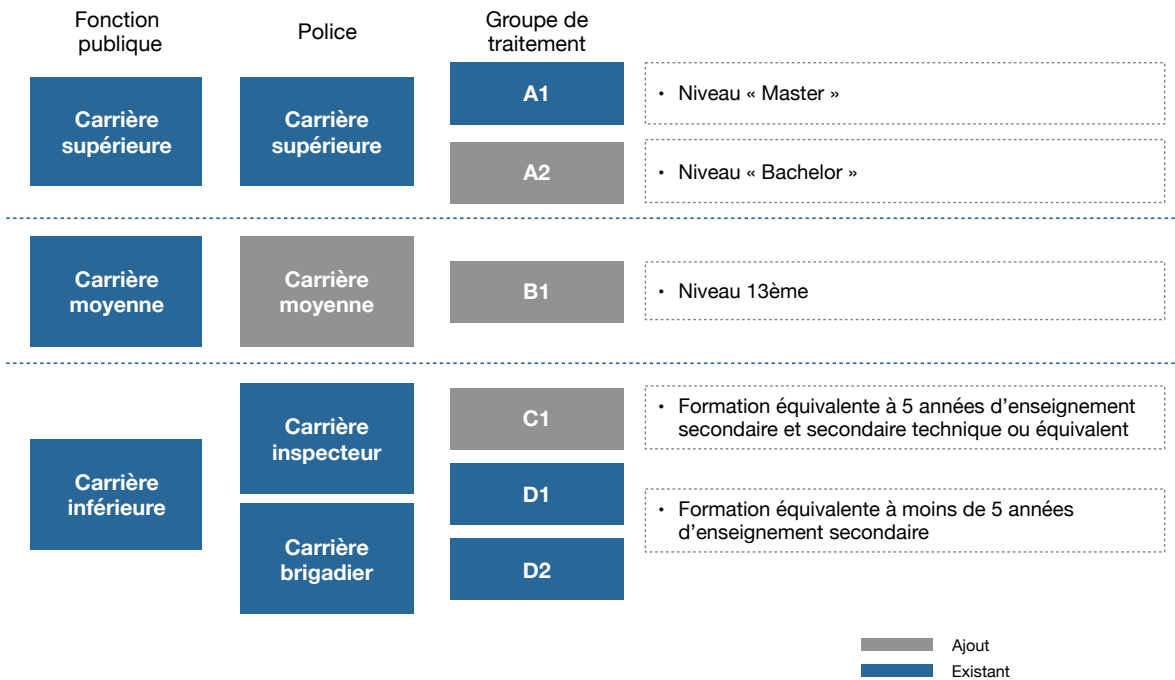 Fonction
publique
Police
Groupe de
traitement
Carrière
supérieure
Carrière
supérieure
A1
• Niveau « Master »
A2
• Niveau « Bachelor »
Carrière
moyenne
Carrière
moyenne
B1
• Niveau 13ème
Carrière
inférieure
Carrière
inspecteur
Carrière
brigadier
C1
• Formation équivalente à 5 années d’enseignement
secondaire et secondaire technique ou équivalent
D1
D2
• Formation équivalente à moins de 5 années
d’enseignement secondaire
Ajout
Existant